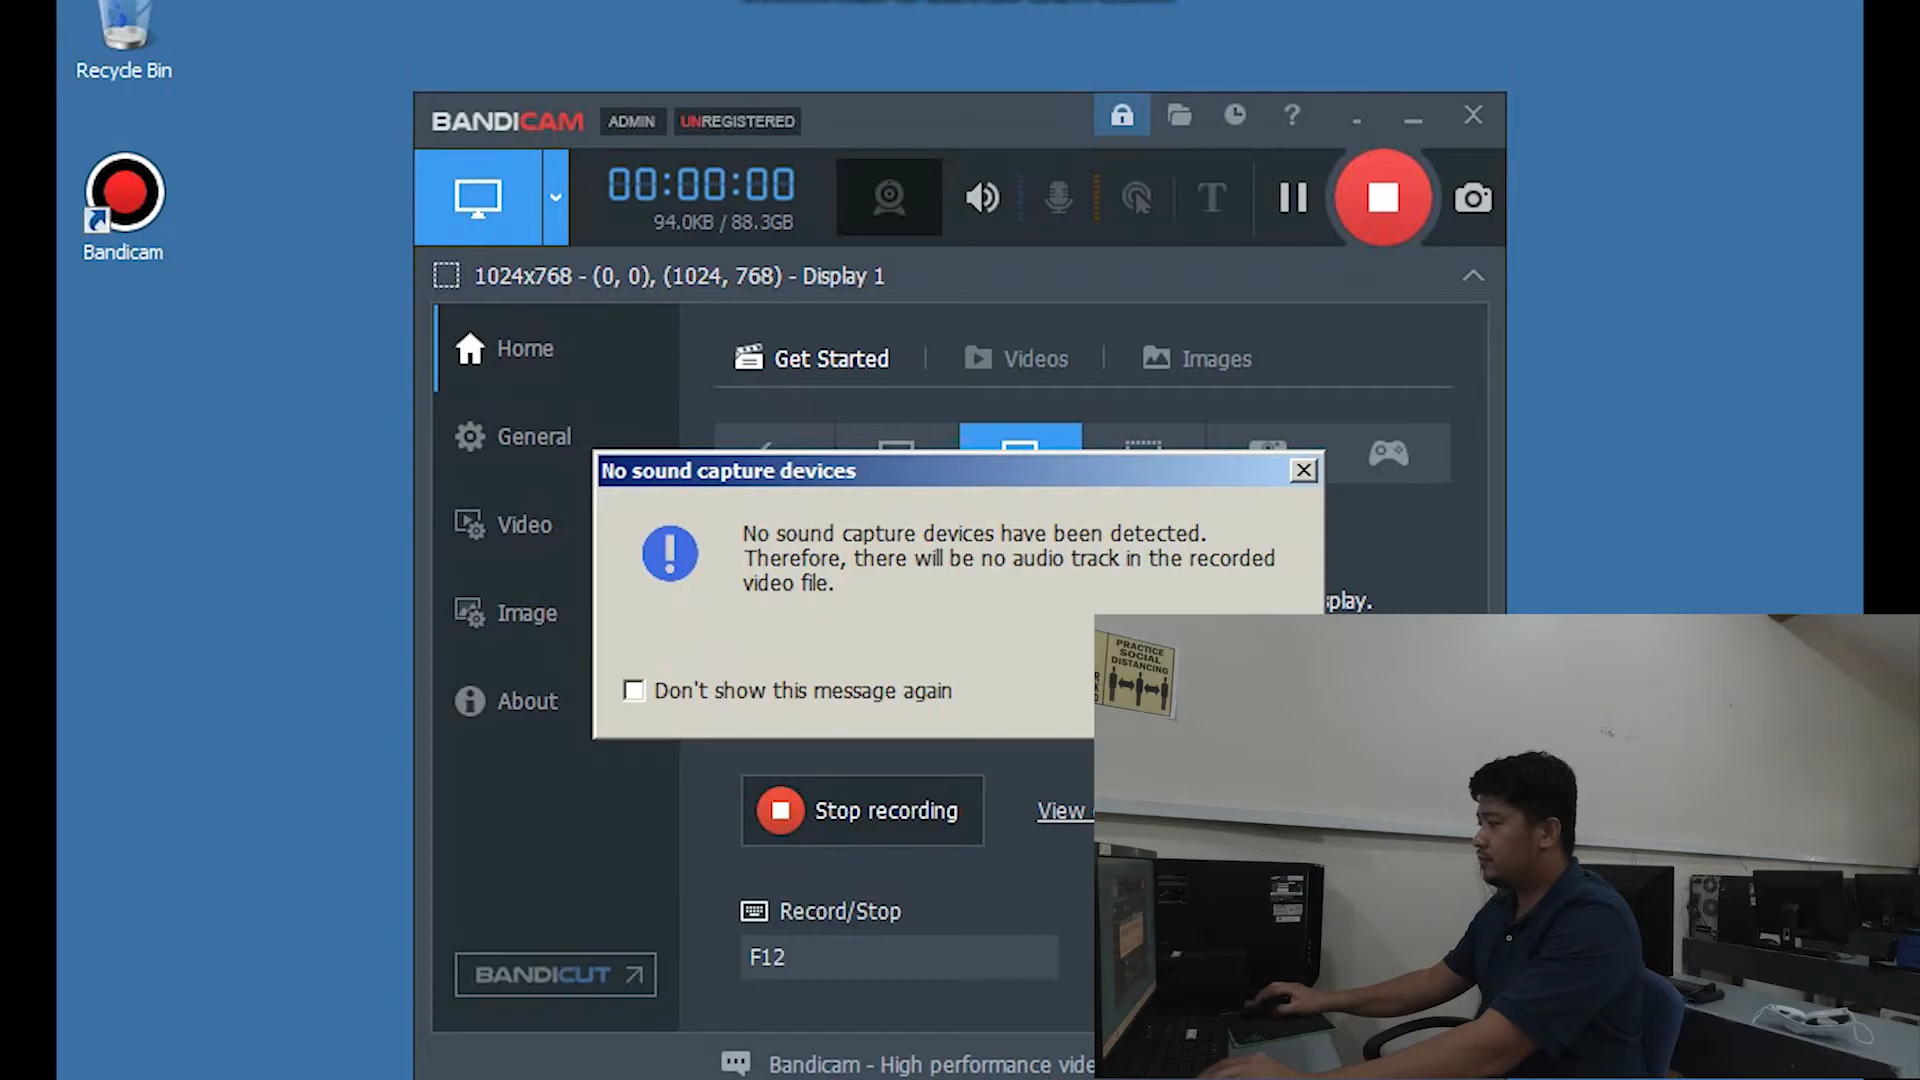 Recycle Bin
Bandicam
BANDICAM ADMIN UNREGISTERED
00:00:00
94.0KB / 88.3GB
T
1024x768 - (0, 0), (1024, 768) - Display 1
Home
General
Video
Image
About
BANDICUT
Get Started
Videos
Images
No sound capture devices
No sound capture devices have been detected.
Therefore, there will be no audio track in the recorded
video file.
Don't show this message again
play.
Stop recording
View
Record/Stop
F12
Bandicam - High performance vide
PRACTICE
SOCIAL
DISTANCING